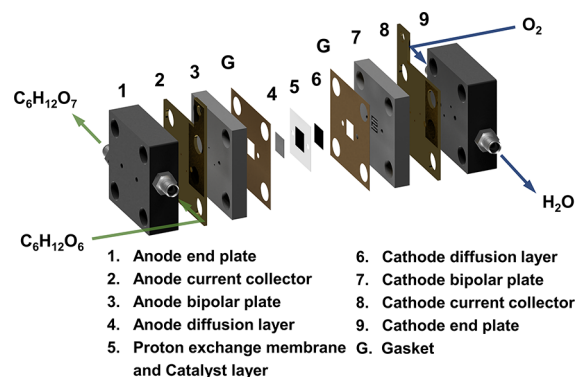 9
O₂
8
7
G
6
5
4
G
3
2
1
C₆H₁₂O₇
C₆H₁₂O₆
H₂O
1. Anode end plate
2. Anode current collector
3. Anode bipolar plate
4. Anode diffusion layer
5. Proton exchange membrane
and Catalyst layer
6. Cathode diffusion layer
7. Cathode bipolar plate
8. Cathode current collector
9. Cathode end plate
G. Gasket